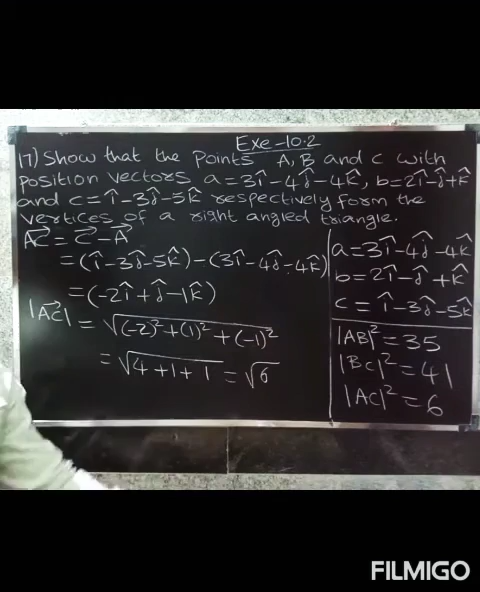 Exe-10.2
17) Show that the Points A, B and C with
position vectors a=3î-4ĵ-4k̂, b=2î-ĵ+k̂
and c=î-3ĵ-5k̂ respectively form the
vertices of a right angled triangle.
AC⃗ = C⃗ - A⃗
=(î-3ĵ-5k̂)-(3î-4ĵ-4k̂)
=(-2î+ĵ-1k̂)
|AC⃗| = √(-2)²+(1)²+(-1)²
=√4+1+1 = √6
a=3î-4ĵ-4k̂
b=2î-ĵ+k̂
c=î-3ĵ-5k̂
|AB|²=35
|BC|²=41
|AC|²=6
FILMIGO